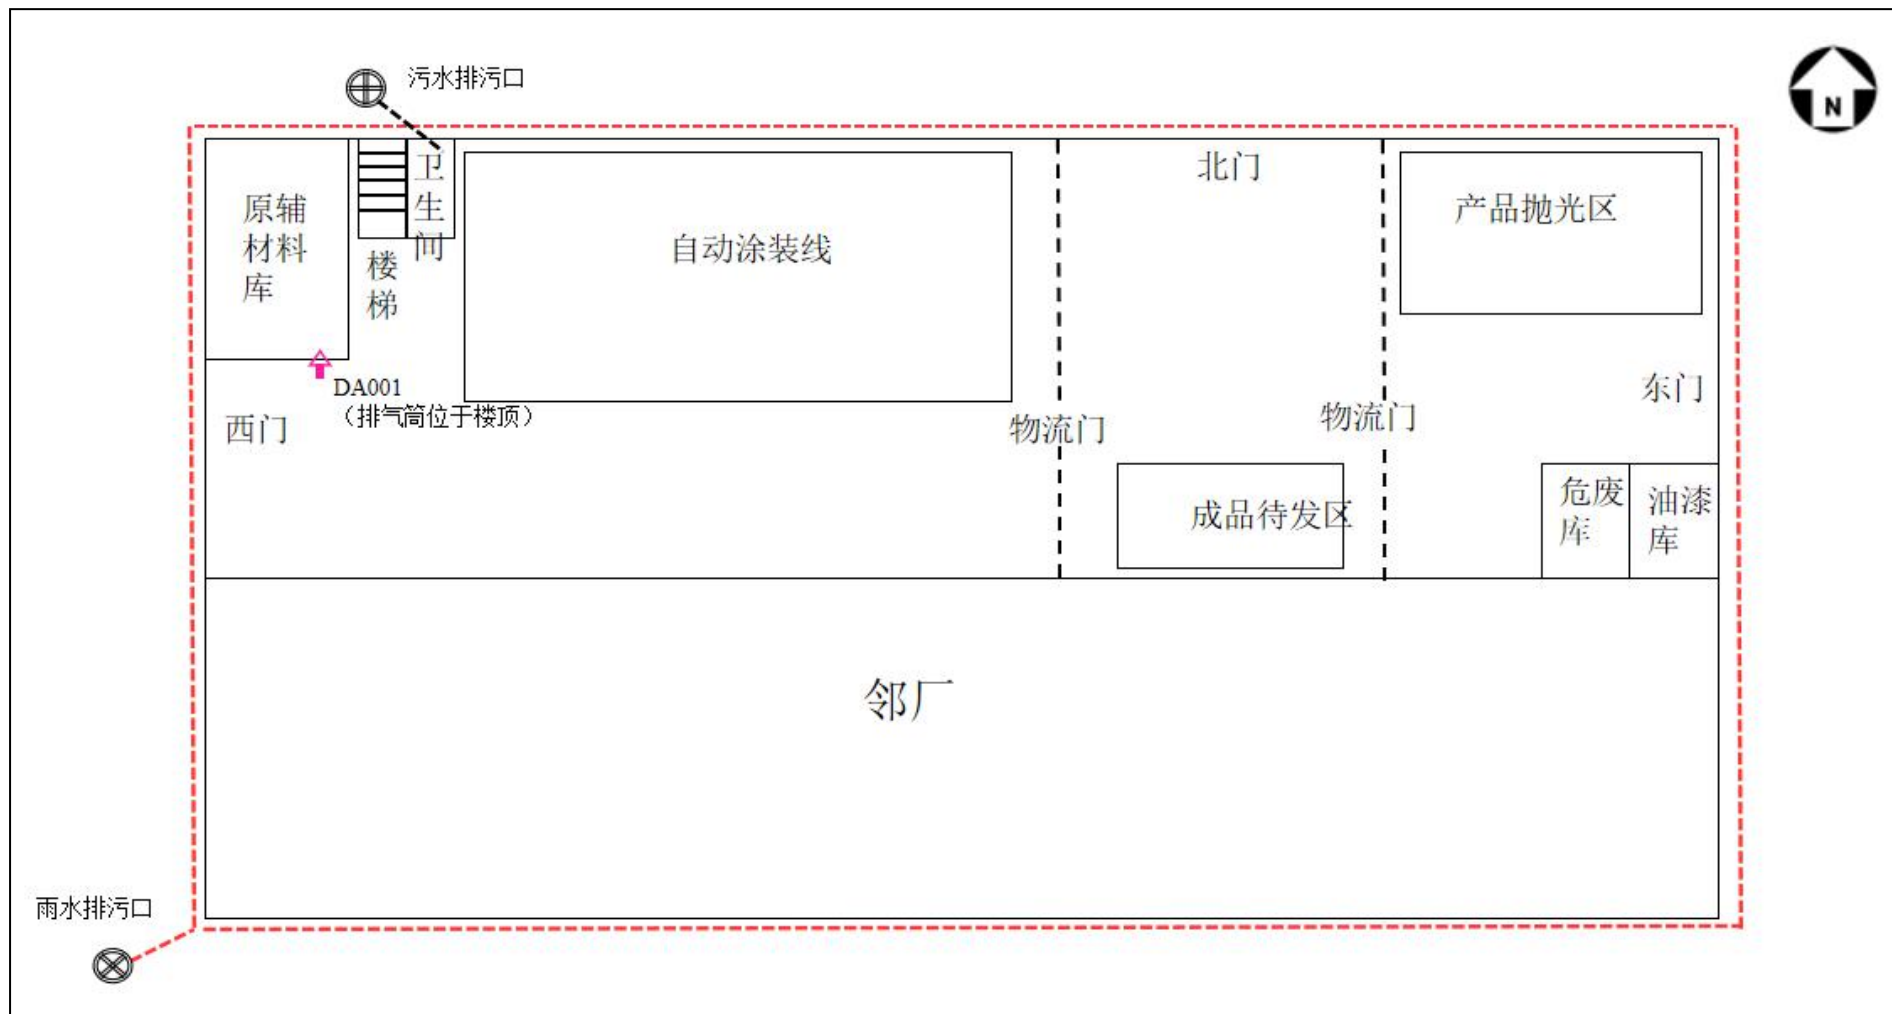 污水排污口
N
卫
生
间
北门
产品抛光区
原辅
材料
库
自动涂装线
楼
梯
DA001
（排气筒位于楼顶）
西门
物流门
物流门
东门
成品待发区
危废
库
油漆
库
邻厂
雨水排污口